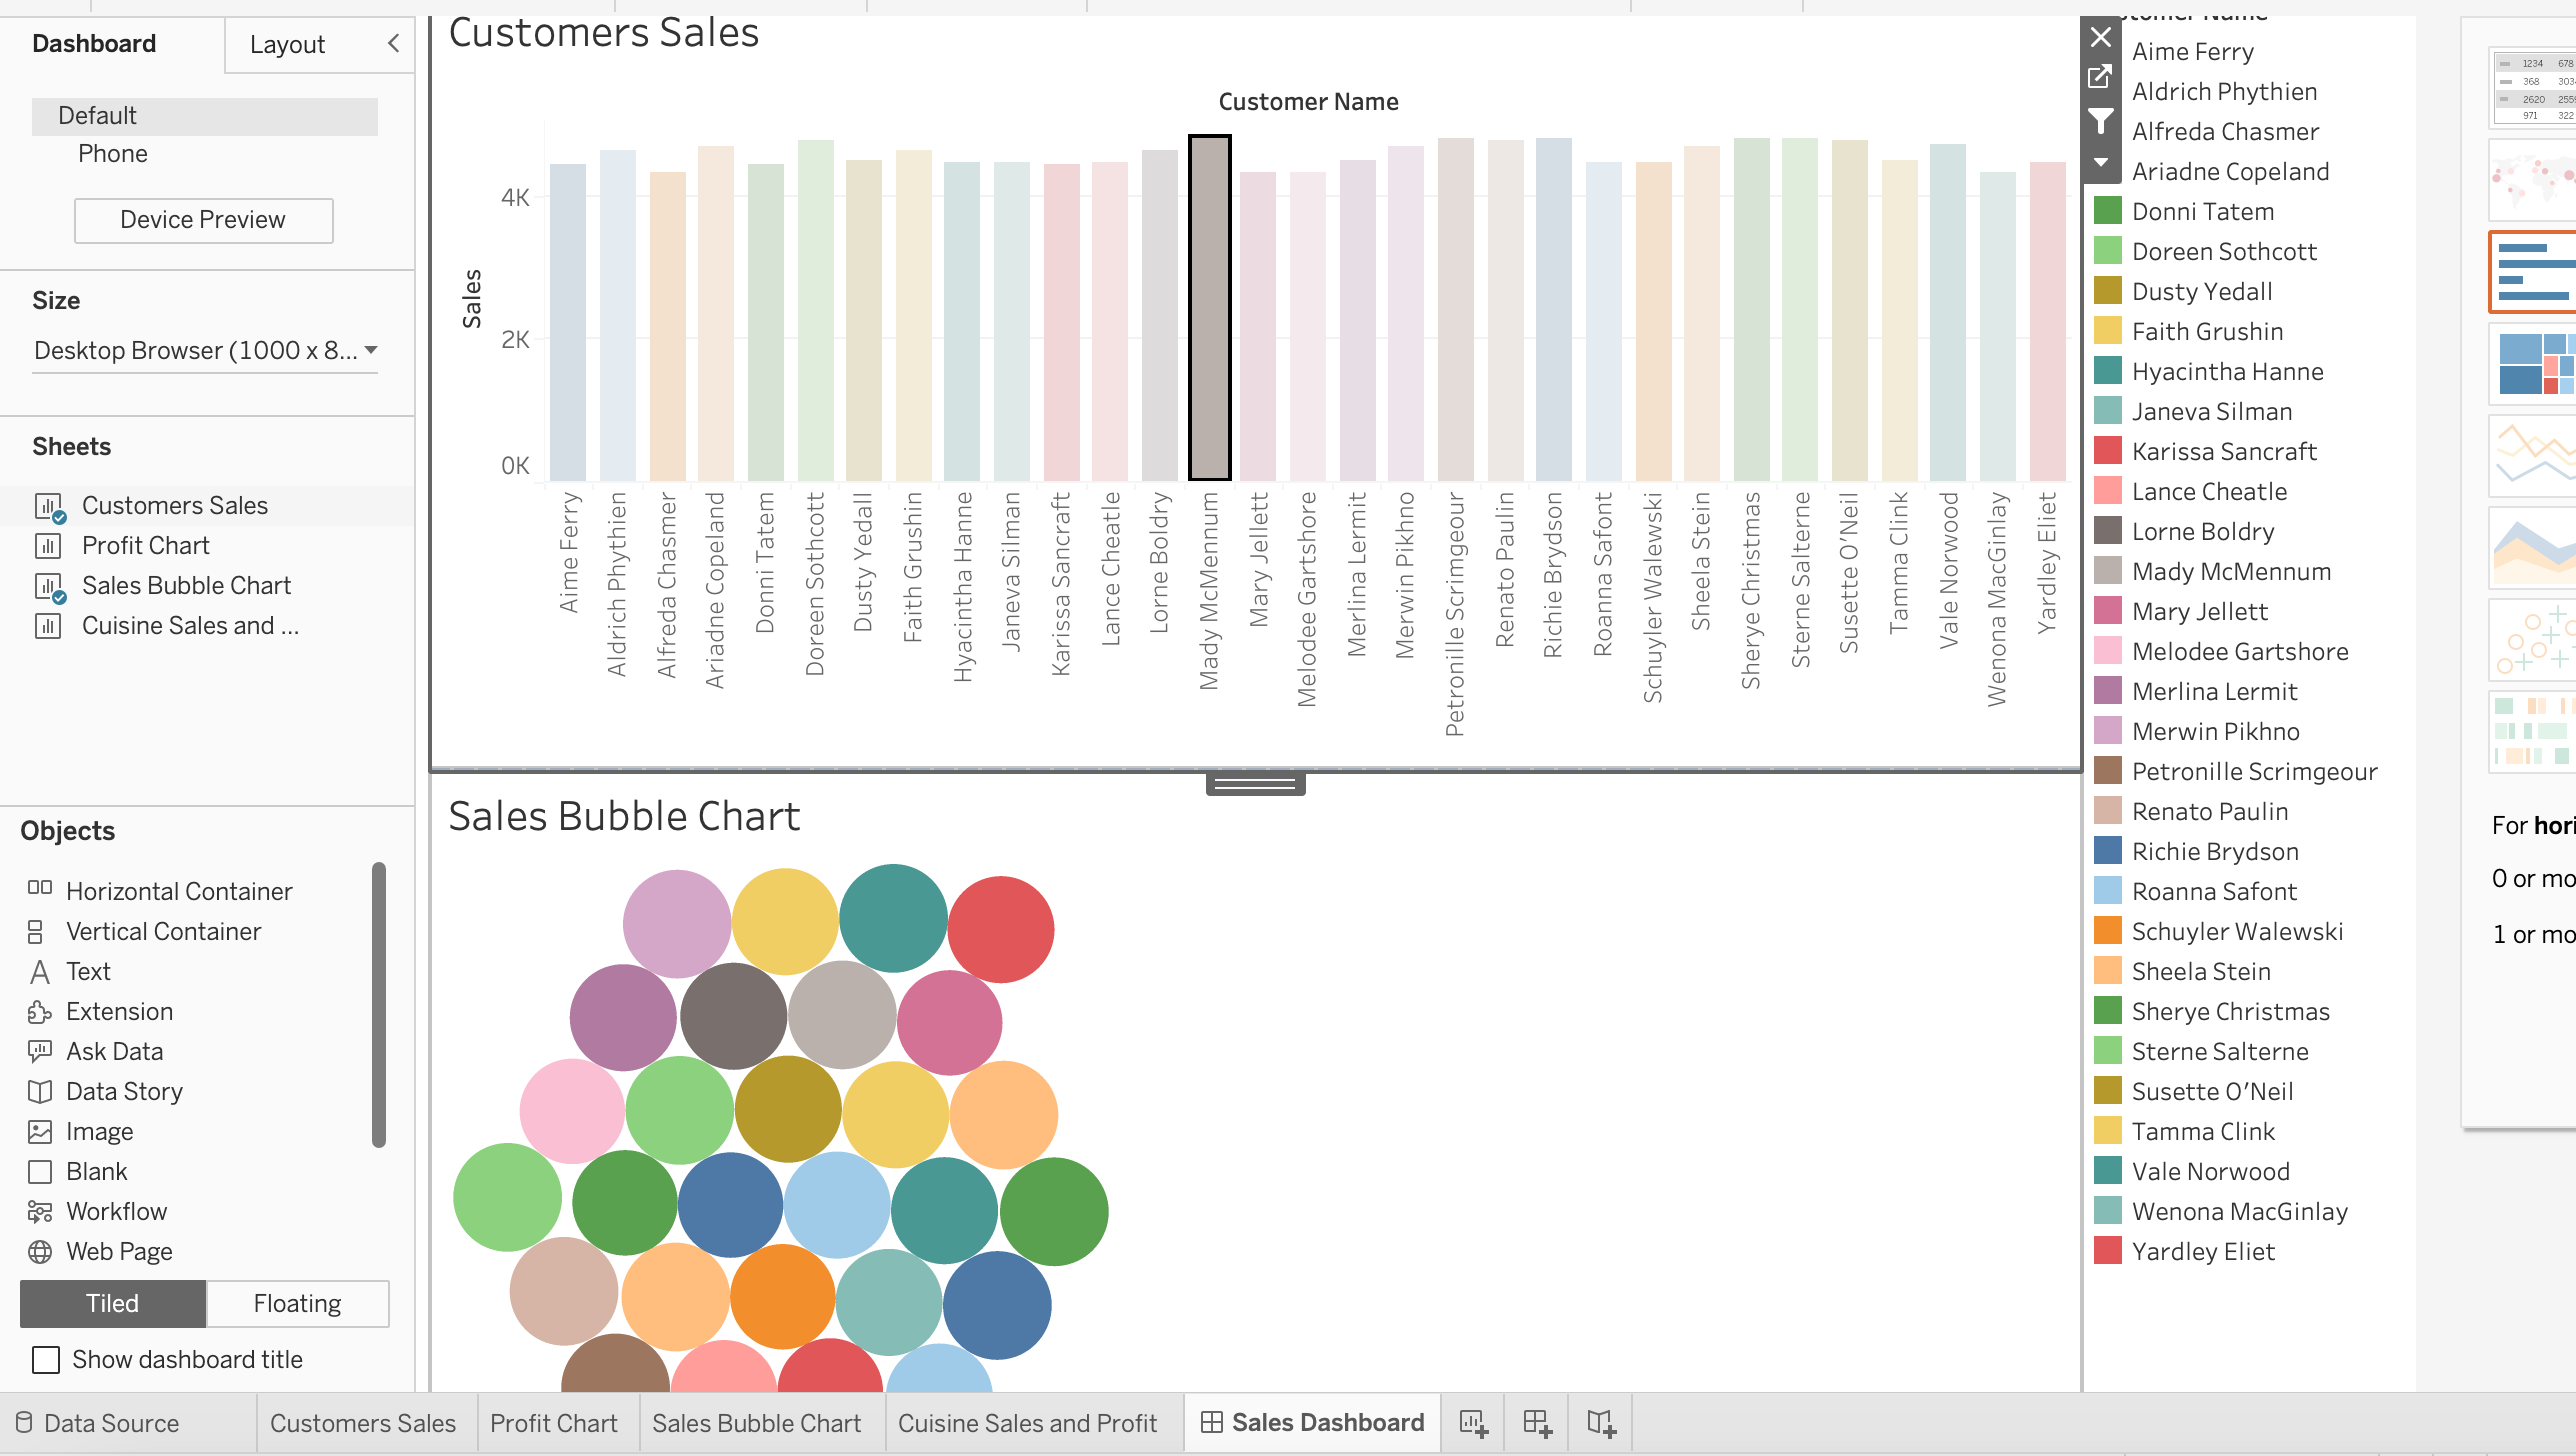 Dashboard
Layout
Default
Phone
Device Preview
Size
Desktop Browser (1000 x 8...
Sheets
Customers Sales
Profit Chart
Sales Bubble Chart
Cuisine Sales and ...
Objects
Horizontal Container
Vertical Container
Text
Extension
Ask Data
Data Story
Image
Blank
Workflow
Web Page
Tiled
Floating
Show dashboard title
Customers Sales
Customer Name
Sales
4K
2K
0K
Aime Ferry
Aldrich Phythien
Alfreda Chasmer
Ariadne Copeland
Donni Tatem
Doreen Sothcott
Dusty Yedall
Faith Grushin
Hyacintha Hanne
Janeva Silman
Karissa Sancraft
Lance Cheatle
Lorne Boldry
Mady McMennum
Mary Jellett
Melodee Gartshore
Merlina Lermit
Merwin Pikhno
Petronille Scrimgeour
Renato Paulin
Richie Brydson
Roanna Safont
Schuyler Walewski
Sheela Stein
Sherye Christmas
Sterne Salterne
Susette O'Neil
Tamma Clink
Vale Norwood
Wenona MacGinlay
Yardley Eliet
Sales Bubble Chart
Aime Ferry
Aldrich Phythien
Alfreda Chasmer
Ariadne Copeland
Donni Tatem
Doreen Sothcott
Dusty Yedall
Faith Grushin
Hyacintha Hanne
Janeva Silman
Karissa Sancraft
Lance Cheatle
Lorne Boldry
Mady McMennum
Mary Jellett
Melodee Gartshore
Merlina Lermit
Merwin Pikhno
Petronille Scrimgeour
Renato Paulin
Richie Brydson
Roanna Safont
Schuyler Walewski
Sheela Stein
Sherye Christmas
Sterne Salterne
Susette O'Neil
Tamma Clink
Vale Norwood
Wenona MacGinlay
Yardley Eliet
1234 678
368
2620
971 322
For hori
0 or mo
1 or mo
Data Source
Customers Sales
Profit Chart
Sales Bubble Chart
Cuisine Sales and Profit
Sales Dashboard